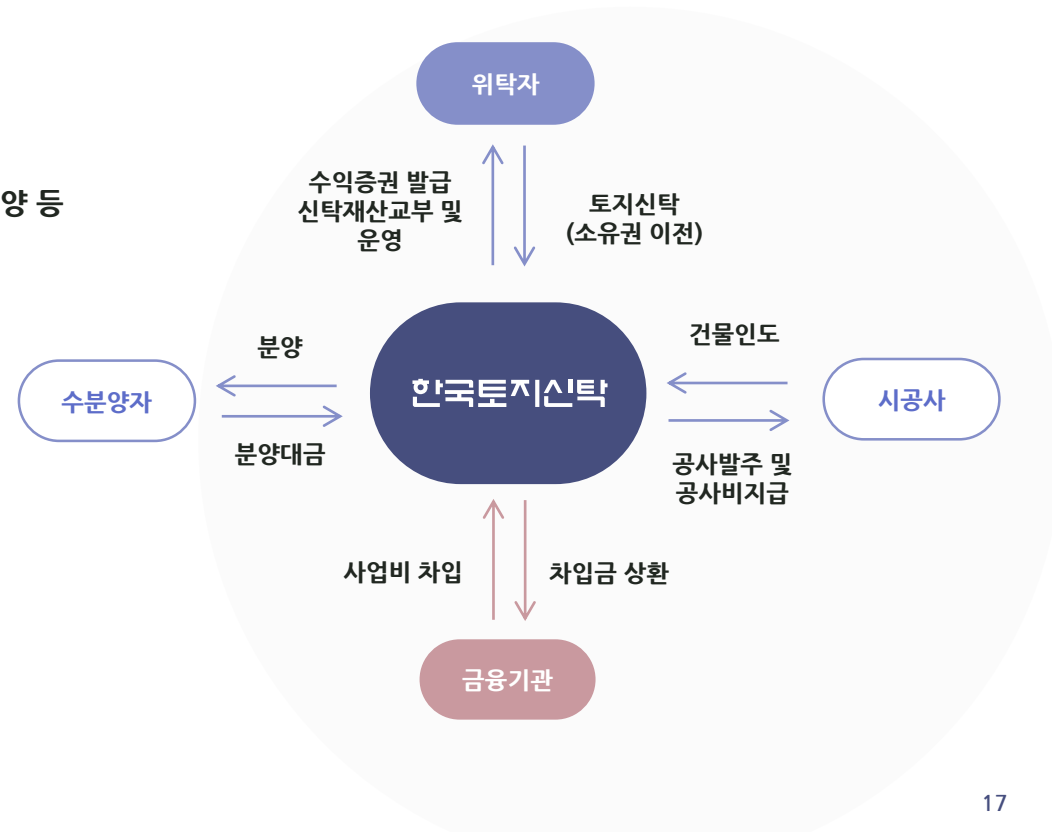 위탁자
수익증권 발급
신탁재산교부 및
운영
토지신탁
(소유권 이전)
양 등
분양
건물인도
수분양자
한국토지신탁
시공사
분양대금
공사발주 및
공사비지급
사업비 차입
차입금 상환
금융기관
17